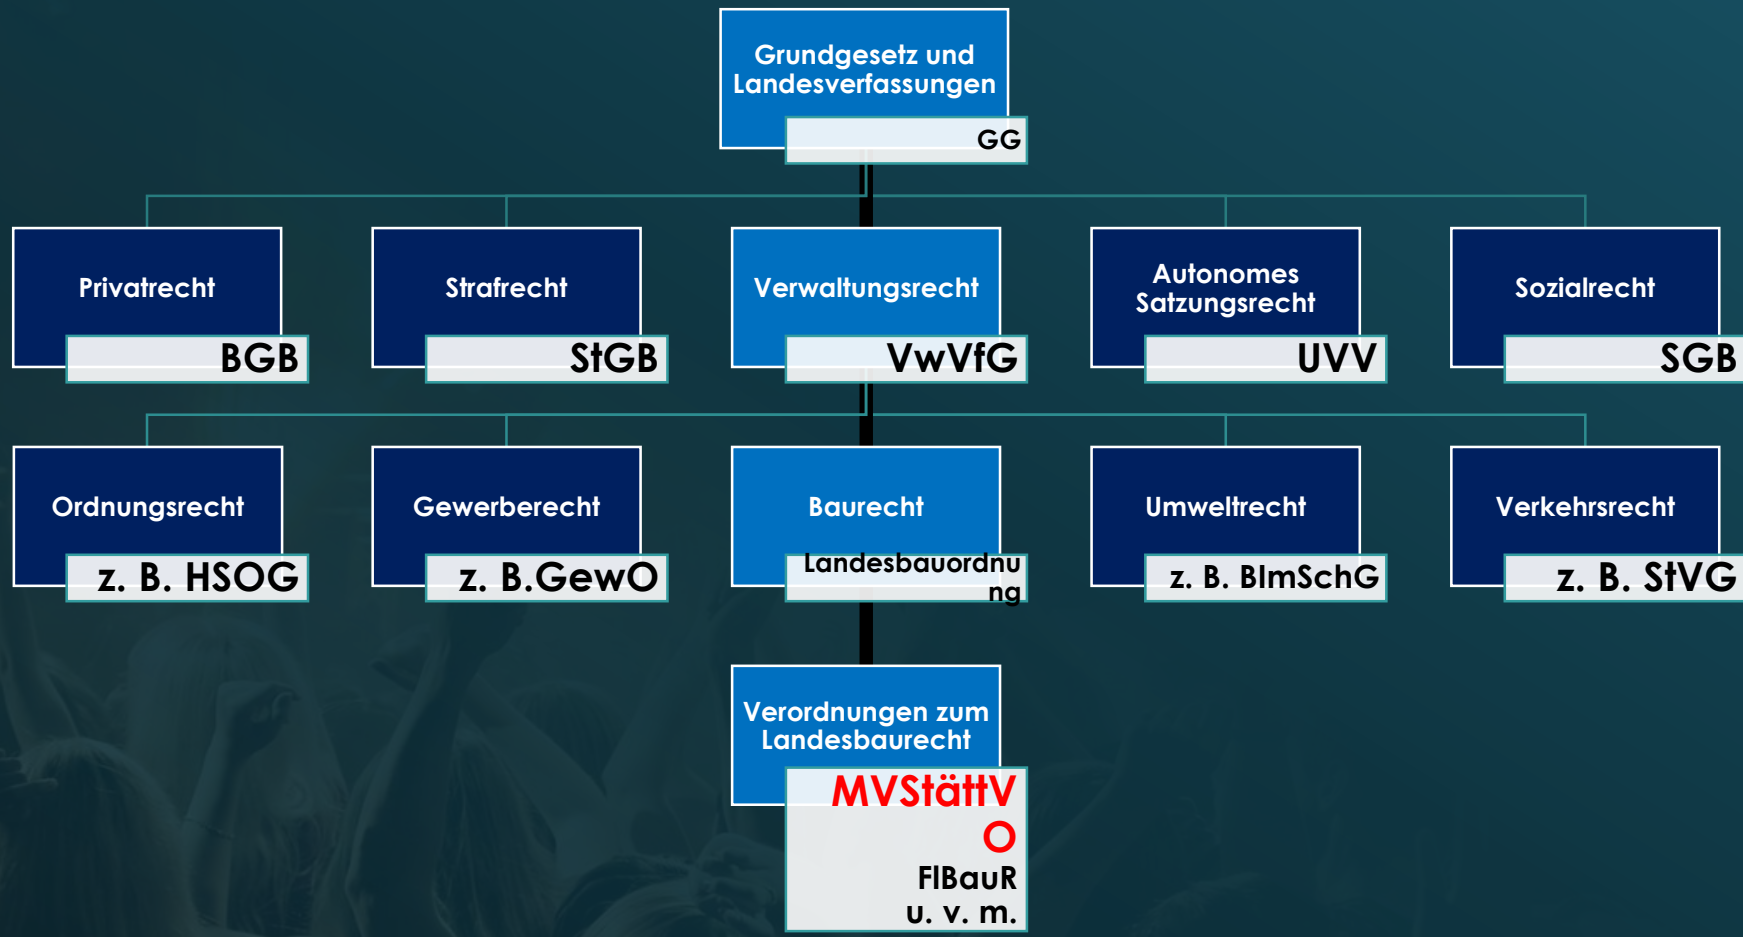 Grundgesetz und
Landesverfassungen
GG
Privatrecht
BGB
Strafrecht
StGB
Verwaltungsrecht
VwVfG
Autonomes
Satzungsrecht
UVV
Sozialrecht
SGB
Ordnungsrecht
z. B. HSOG
Gewerberecht
z. B.GewO
Baurecht
Landesbauordnu
ng
Umweltrecht
z. B. BImSchG
Verkehrsrecht
z. B. StVG
Verordnungen zum
Landesbaurecht
MVStättV
O
FlBauR
u. v. m.